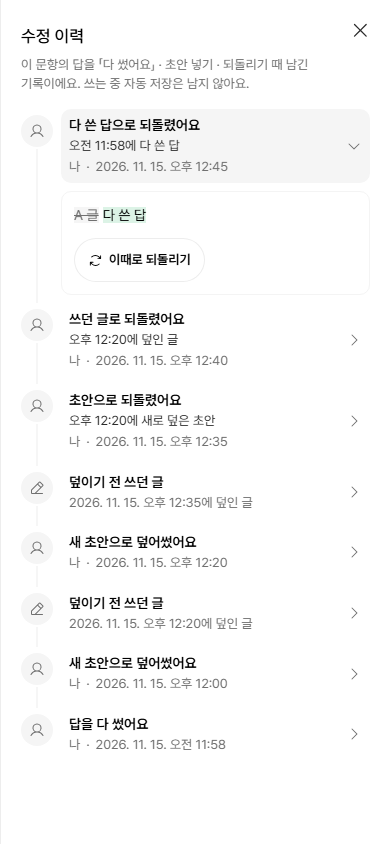 수정 이력
이 문항의 답을 「다 썼어요」 · 초안 넣기 · 되돌리기 때 남긴
기록이에요. 쓰는 중 자동 저장은 남지 않아요.
다 쓴 답으로 되돌렸어요
오전 11:58에 다 쓴 답
나 · 2026. 11. 15. 오후 12:45
A 글 다 쓴 답
이때로 되돌리기
쓰던 글로 되돌렸어요
오후 12:20에 덮인 글
나 · 2026. 11. 15. 오후 12:40
초안으로 되돌렸어요
오후 12:20에 새로 덮은 초안
나 · 2026. 11. 15. 오후 12:35
덮이기 전 쓰던 글
2026. 11. 15. 오후 12:35에 덮인 글
새 초안으로 덮어썼어요
나 · 2026. 11. 15. 오후 12:20
덮이기 전 쓰던 글
2026. 11. 15. 오후 12:20에 덮인 글
새 초안으로 덮어썼어요
나 · 2026. 11. 15. 오후 12:00
답을 다 썼어요
나 · 2026. 11. 15. 오전 11:58